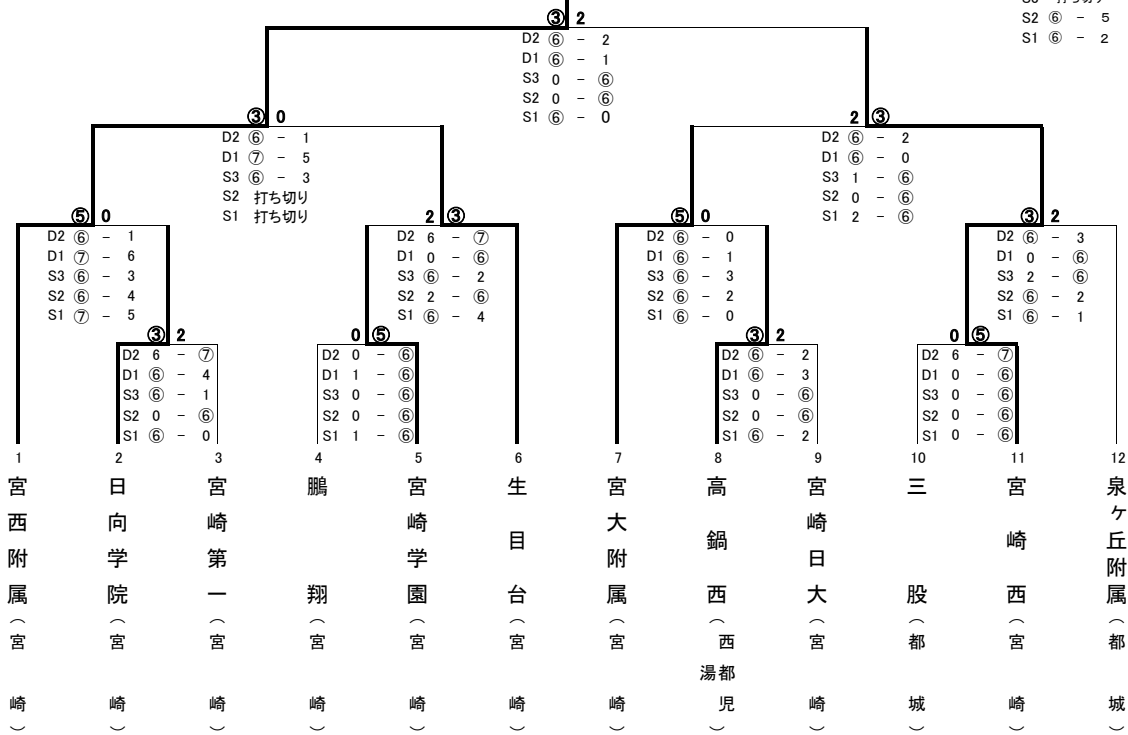 ③ 2
D2 ⑥ - 2
D1 ⑥ - 1
S3 0 - ⑥
S2 0 - ⑥
S1 ⑥ - 0
S2 ⑥ - 5
S1 ⑥ - 2
③ 0
D2 ⑥ - 1
D1 ⑦ - 5
S3 ⑥ - 3
S2 打ち切り
S1 打ち切り
2 ③
D2 ⑥ - 2
D1 ⑥ - 0
S3 1 - ⑥
S2 0 - ⑥
S1 2 - ⑥
⑤ 0
D2 ⑥ - 1
D1 ⑦ - 6
S3 ⑥ - 3
S2 ⑥ - 4
S1 ⑦ - 5
2 ③
D2 6 - ⑦
D1 0 - ⑥
S3 ⑥ - 2
S2 2 - ⑥
S1 ⑥ - 4
⑤ 0
D2 ⑥ - 0
D1 ⑥ - 1
S3 ⑥ - 3
S2 ⑥ - 2
S1 ⑥ - 0
③ 2
D2 ⑥ - 3
D1 0 - ⑥
S3 2 - ⑥
S2 ⑥ - 2
S1 ⑥ - 1
③ 2
D2 6 - ⑦
D1 ⑥ - 4
S3 ⑥ - 1
S2 0 - ⑥
S1 ⑥ - 0
0 ⑤
D2 0 - ⑥
D1 1 - ⑥
S3 0 - ⑥
S2 0 - ⑥
S1 1 - ⑥
③ 2
D2 ⑥ - 2
D1 ⑥ - 3
S3 0 - ⑥
S2 0 - ⑥
S1 ⑥ - 2
0 ⑤
D2 6 - ⑦
D1 0 - ⑥
S3 0 - ⑥
S2 0 - ⑥
S1 0 - ⑥
1
宮西附属(宮崎)
2
日向学院(宮崎)
3
宮崎第一(宮崎)
4
鵬翔(宮崎)
5
宮崎学園(宮崎)
6
生目台(宮崎)
7
宮大附属(宮崎)
8
高鍋西(西都児湯)
9
宮崎日大(宮崎)
10
三股(都城)
11
宮崎西(宮崎)
12
泉ヶ丘附属(都城)